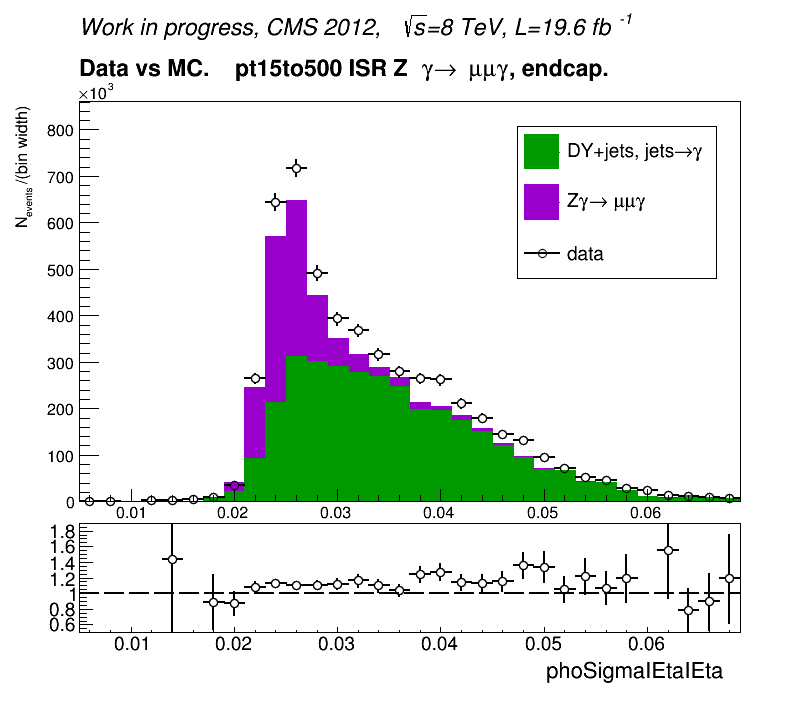 Work in progress, CMS 2012, √s=8 TeV, L=19.6 fb -1
Data vs MC. pt15to500 ISR Z γ→ μμγ, endcap.
×10³
N events /(bin width)
800
700
600
500
400
300
200
100
0
DY+jets, jets→γ
Zγ→ μμγ
data
0.01 0.02 0.03 0.04 0.05 0.06
1.8
1.6
1.4
1.2
1
0.8
0.6
0.01 0.02 0.03 0.04 0.05 0.06
phoSigmaIEtaIEta